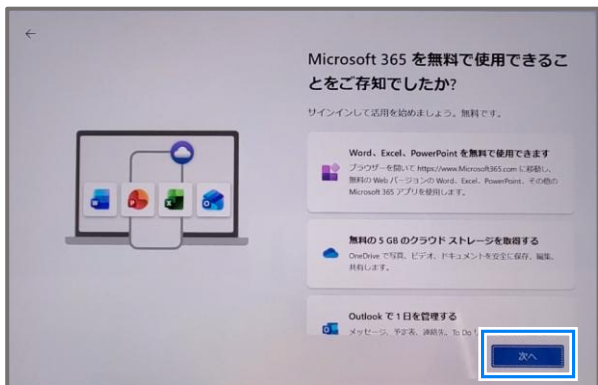 Microsoft 365 を無料で使用できるこ
とをご存知でしたか?
サインインして活用を始めましょう。無料です。
Word、Excel、PowerPoint を無料で使用できます
ブラウザーを開いて https://www.Microsoft365.com に移動し、
無料の Web バージョンの Word、Excel、PowerPoint、その他の
Microsoft 365 アプリを使用します。
無料の 5 GB のクラウド ストレージを取得する
OneDrive で写真、ビデオ、ドキュメントを安全に保存、編集、
共有します。
Outlook で 1 日を管理する
メッセージ、予定表、連絡先、To Do
次へ